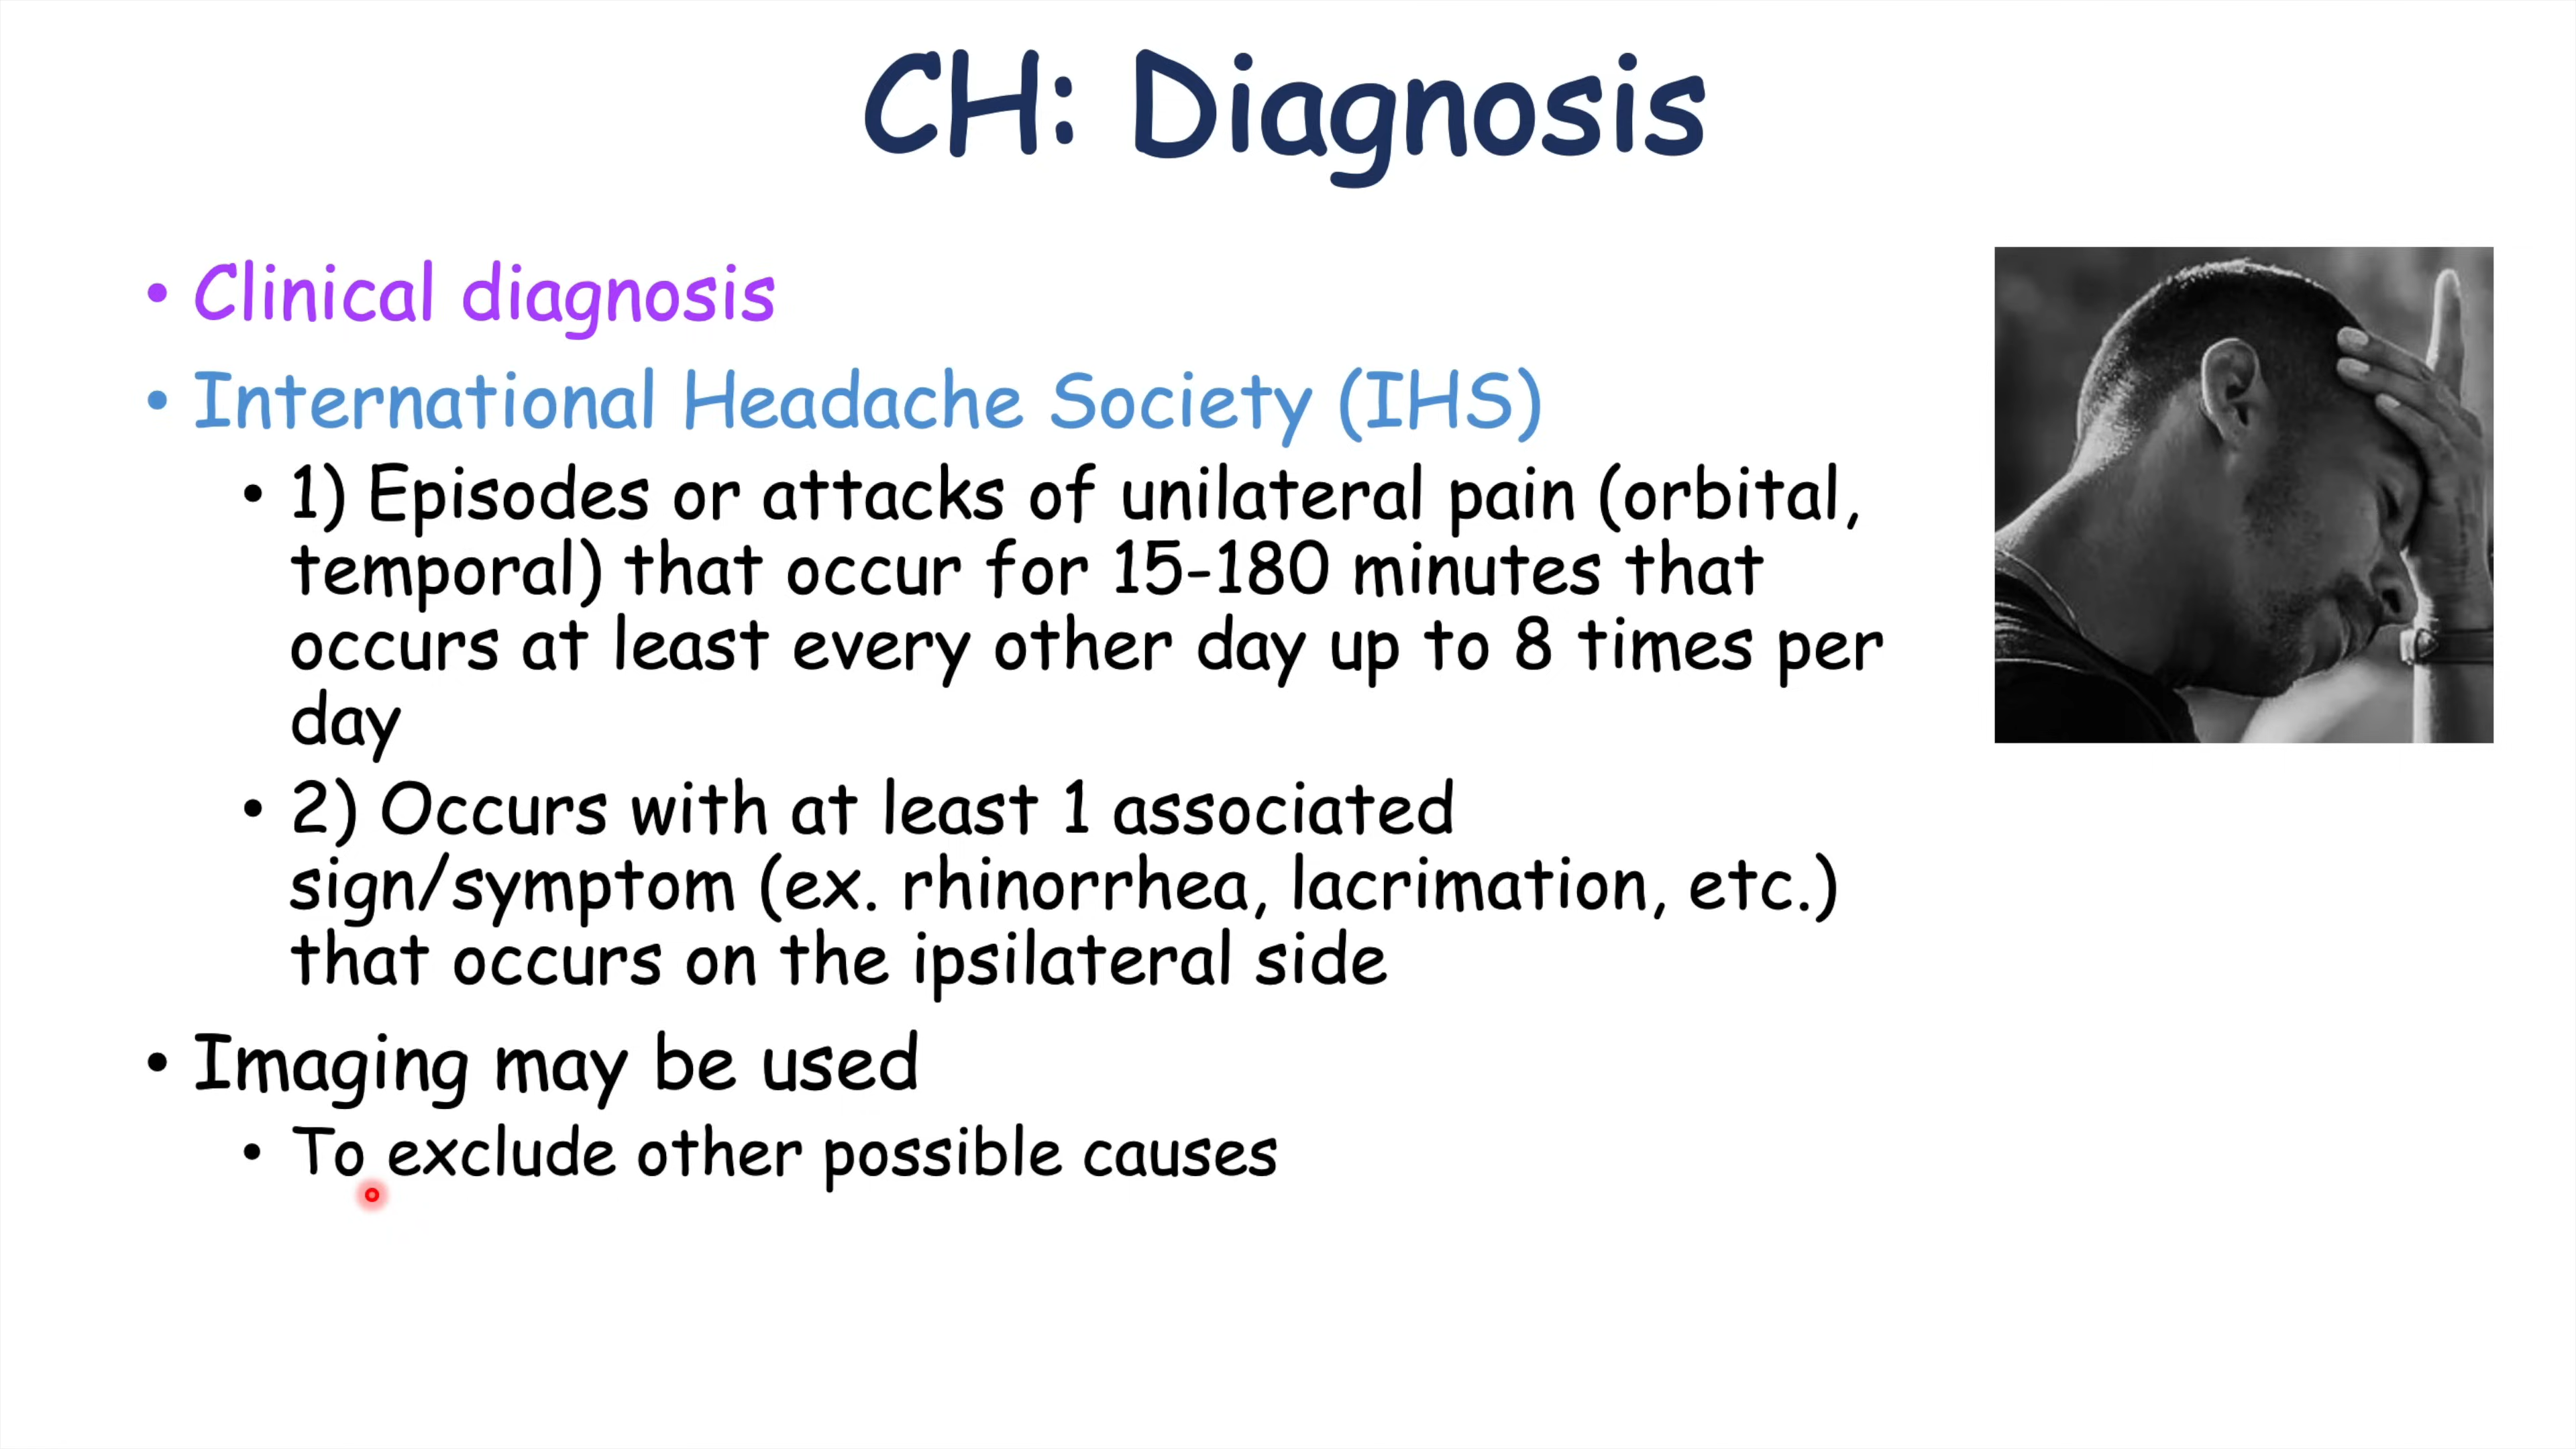 CH: Diagnosis
• Clinical diagnosis
• International Headache Society (IHS)
• 1) Episodes or attacks of unilateral pain (orbital,
temporal) that occur for 15-180 minutes that
occurs at least every other day up to 8 times per
day
• 2) Occurs with at least 1 associated
sign/symptom (ex. rhinorrhea, lacrimation, etc.)
that occurs on the ipsilateral side
• Imaging may be used
• To exclude other possible causes